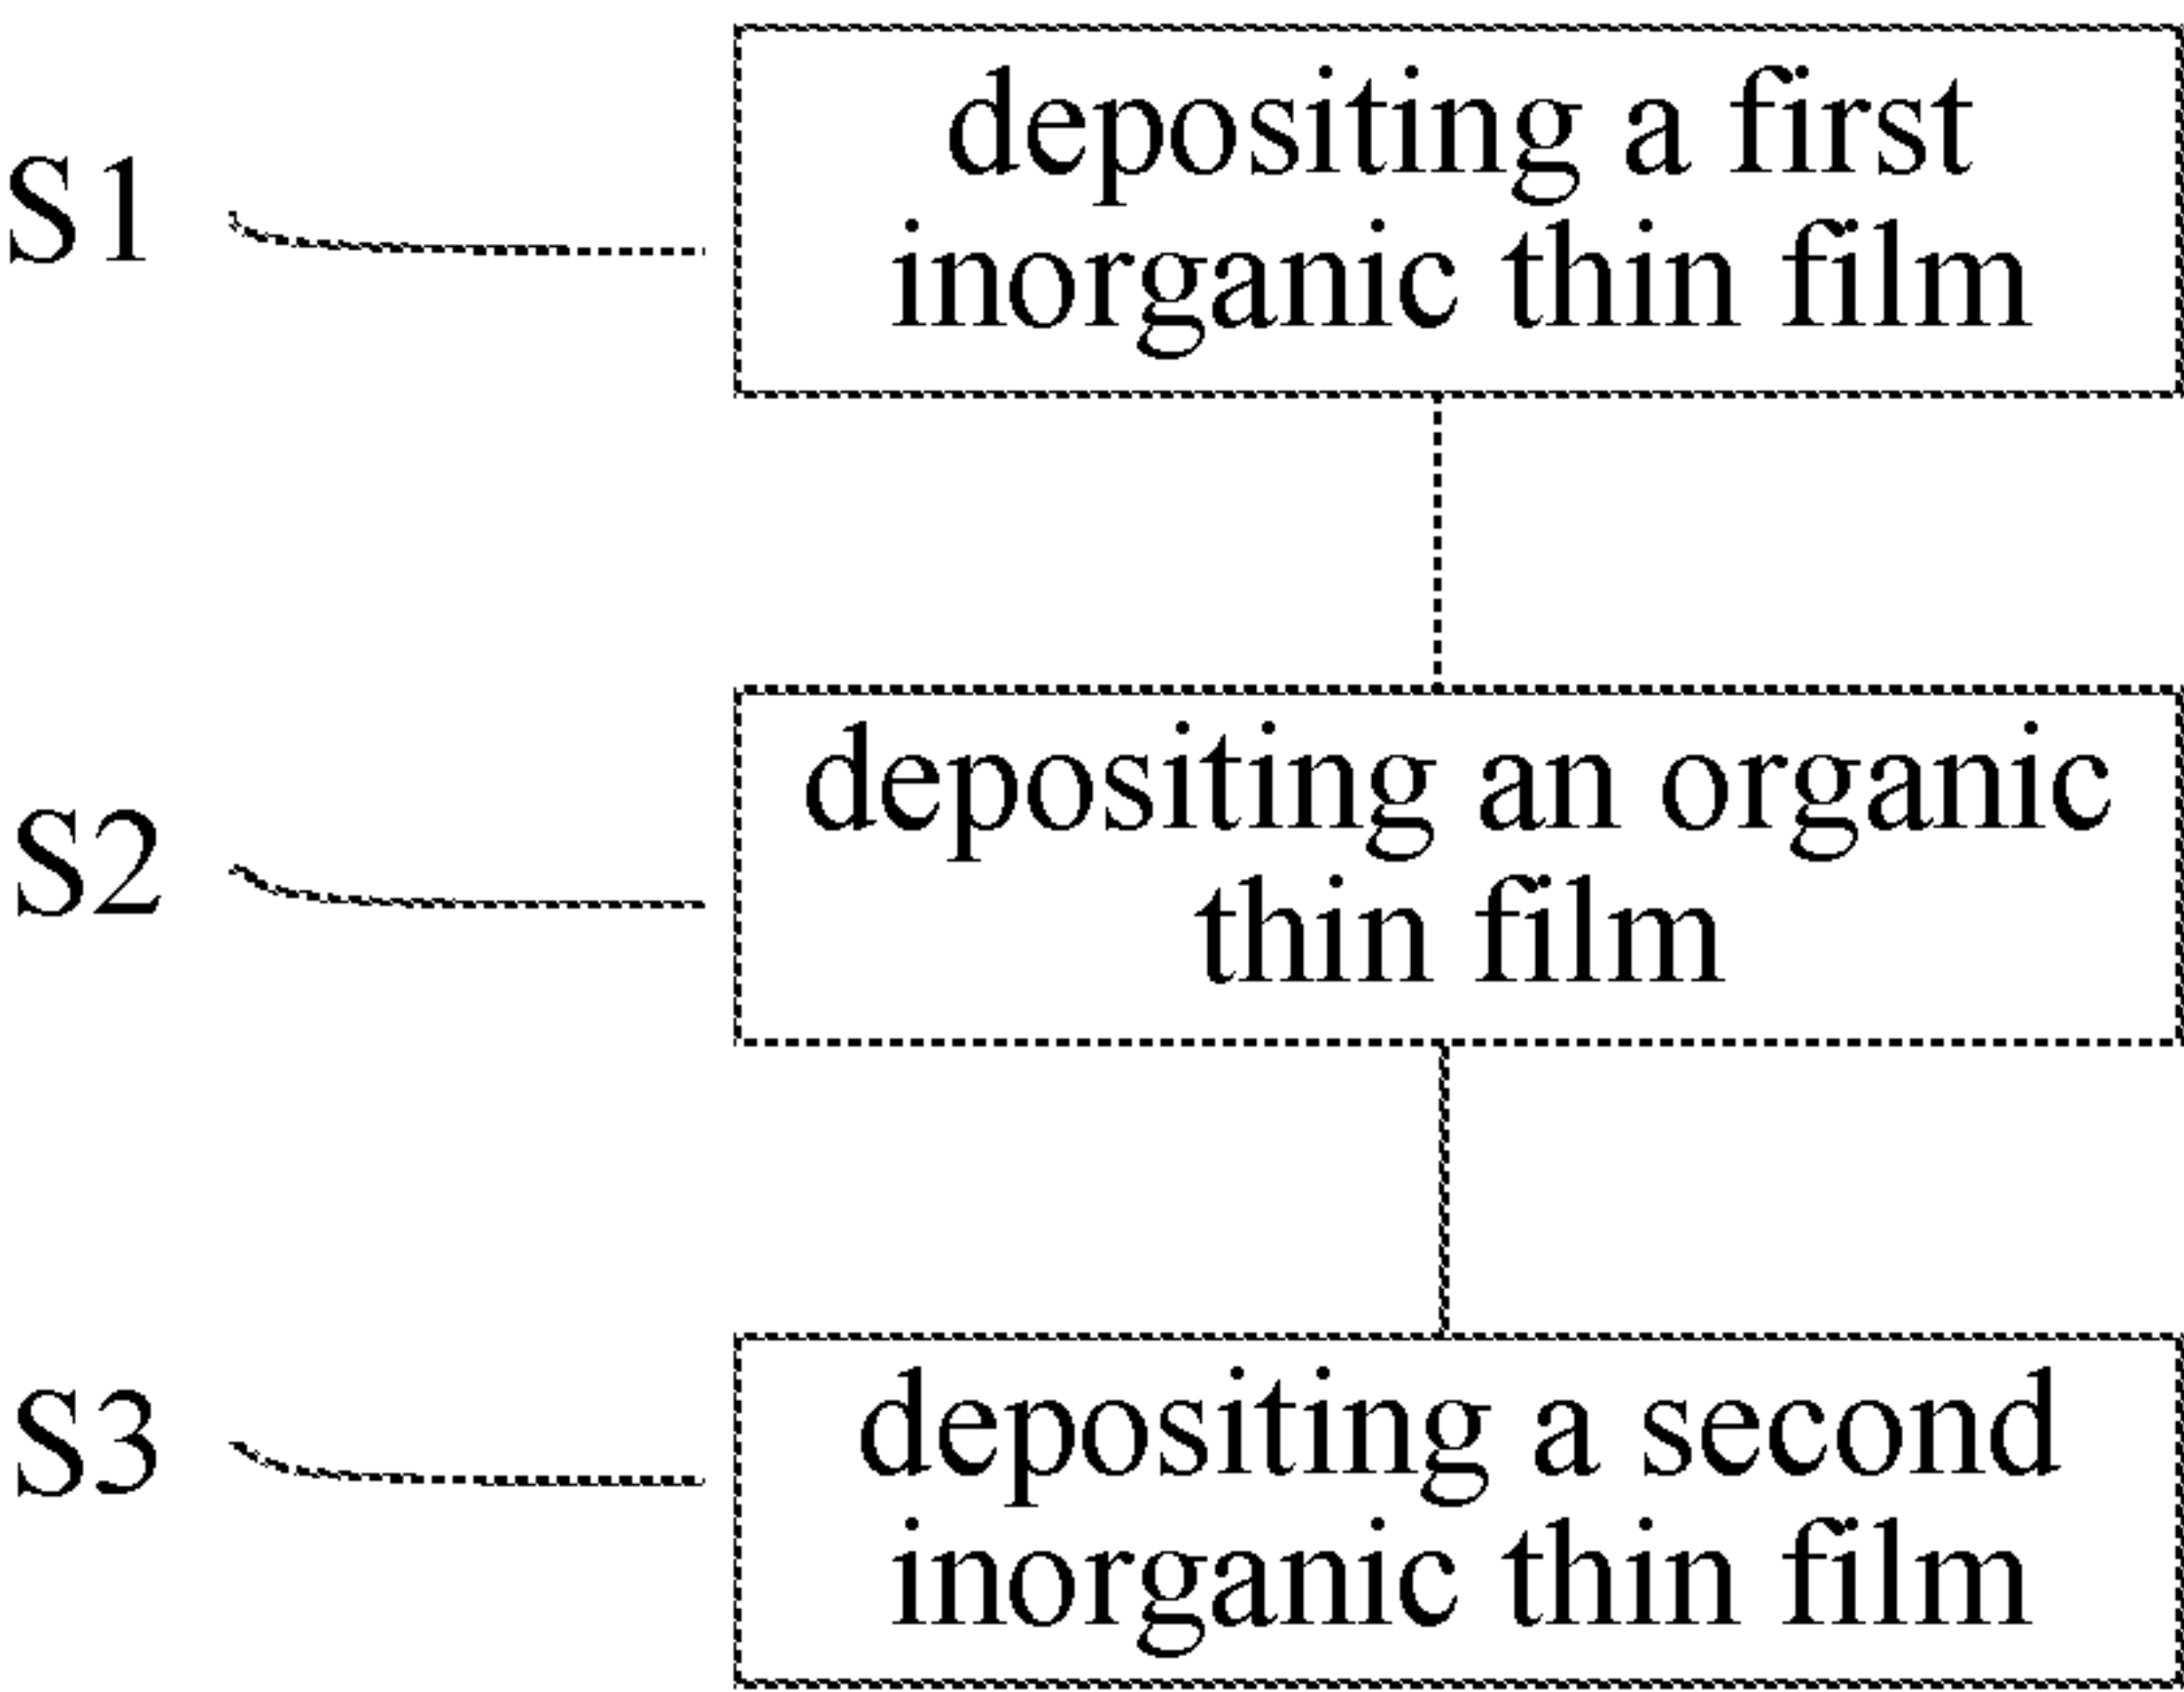 S1
depositing a first
inorganic thin film
S2
depositing an organic
thin film
S3
depositing a second
inorganic thin film